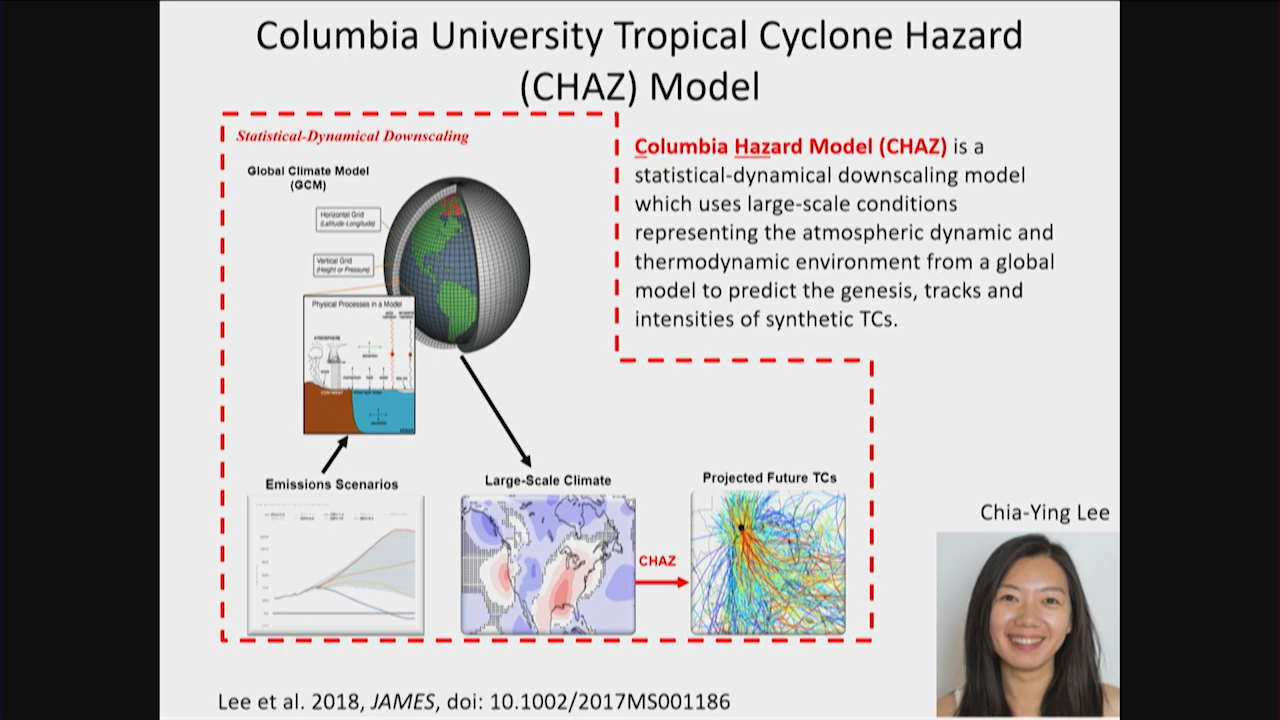 Columbia University Tropical Cyclone Hazard
(CHAZ) Model
Statistical-Dynamical Downscaling
Global Climate Model
(GCM)
Horizontal Grid
(Latitude-Longitude)
Vertical Grid
(Height or Pressure)
Physical Processes in a Model
ATMOSPHERE
CONTINENT
Columbia Hazard Model (CHAZ) is a
statistical-dynamical downscaling model
which uses large-scale conditions
representing the atmospheric dynamic and
thermodynamic environment from a global
model to predict the genesis, tracks and
intensities of synthetic TCs.
Emissions Scenarios
Large-Scale Climate
CHAZ
Projected Future TCs
Chia-Ying Lee
Lee et al. 2018, JAMES, doi: 10.1002/2017MS001186